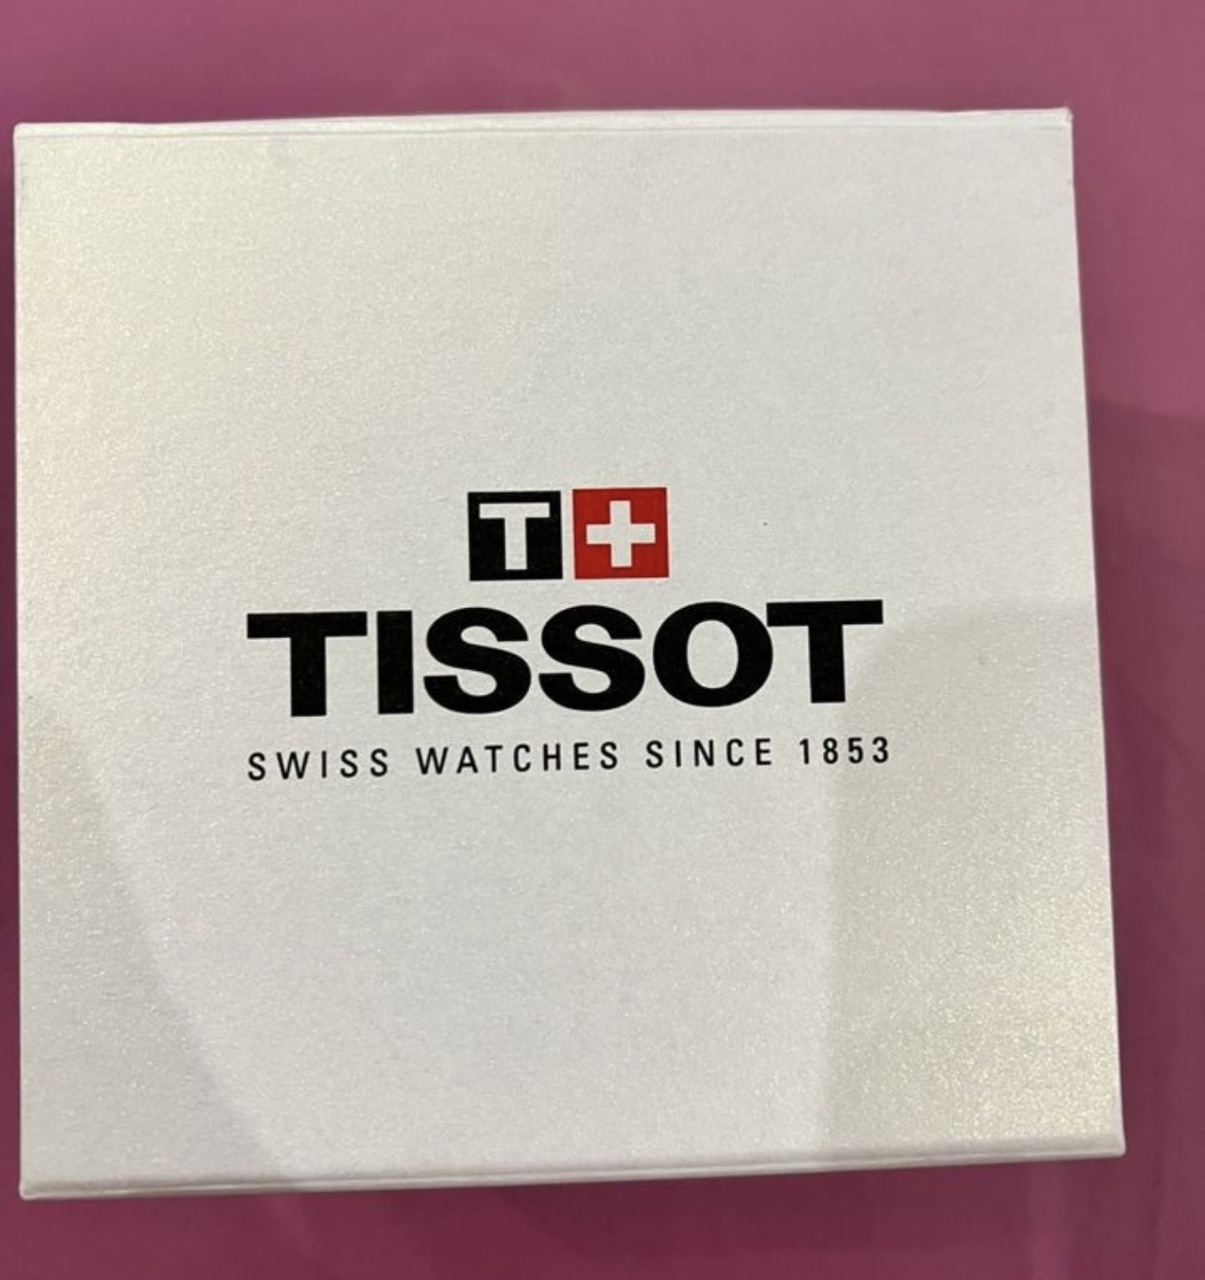 T+
TISSOT
SWISS WATCHES SINCE 1853